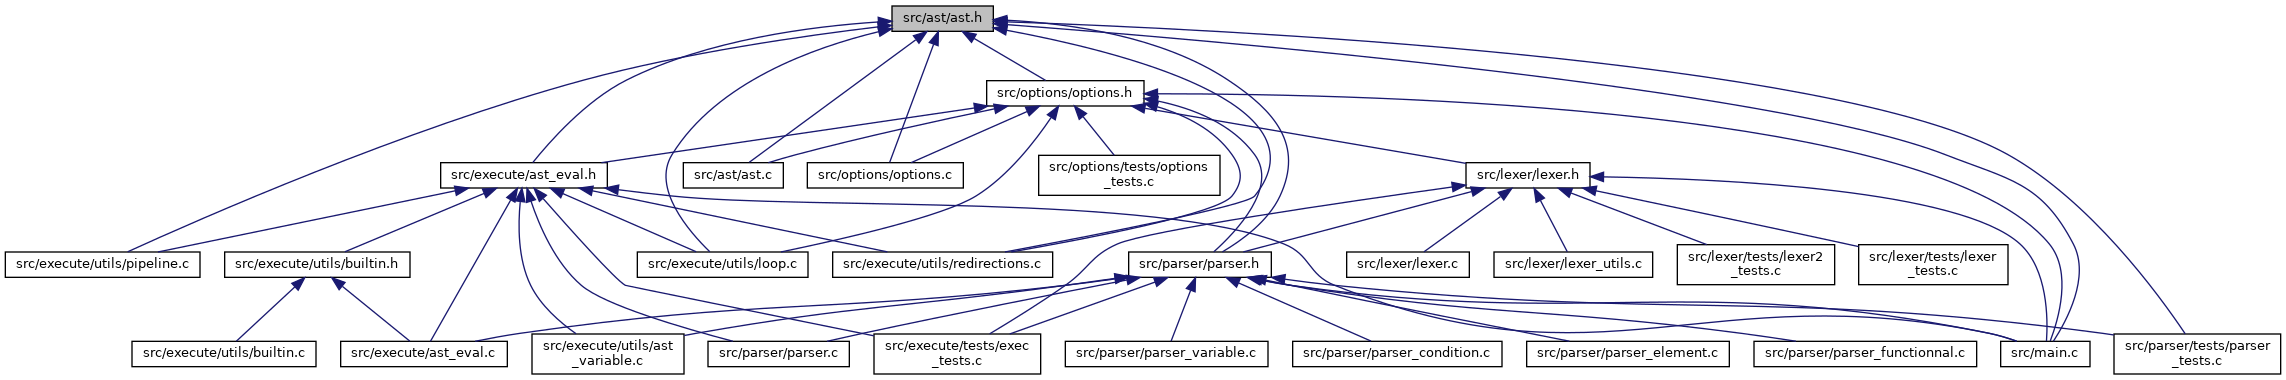 src/ast/ast.h
src/options/options.h
src/execute/ast_eval.h
src/ast/ast.c
src/options/options.c
src/options/tests/options
_tests.c
src/lexer/lexer.h
src/execute/utils/pipeline.c
src/execute/utils/builtin.h
src/execute/utils/loop.c
src/execute/utils/redirections.c
src/parser/parser.h
src/lexer/lexer.c
src/lexer/lexer_utils.c
src/lexer/tests/lexer2
_tests.c
src/lexer/tests/lexer
_tests.c
src/execute/utils/builtin.c
src/execute/ast_eval.c
src/execute/utils/ast
_variable.c
src/parser/parser.c
src/execute/tests/exec
_tests.c
src/parser/parser_variable.c
src/parser/parser_condition.c
src/parser/parser_element.c
src/parser/parser_functionnal.c
src/main.c
src/parser/tests/parser
_tests.c